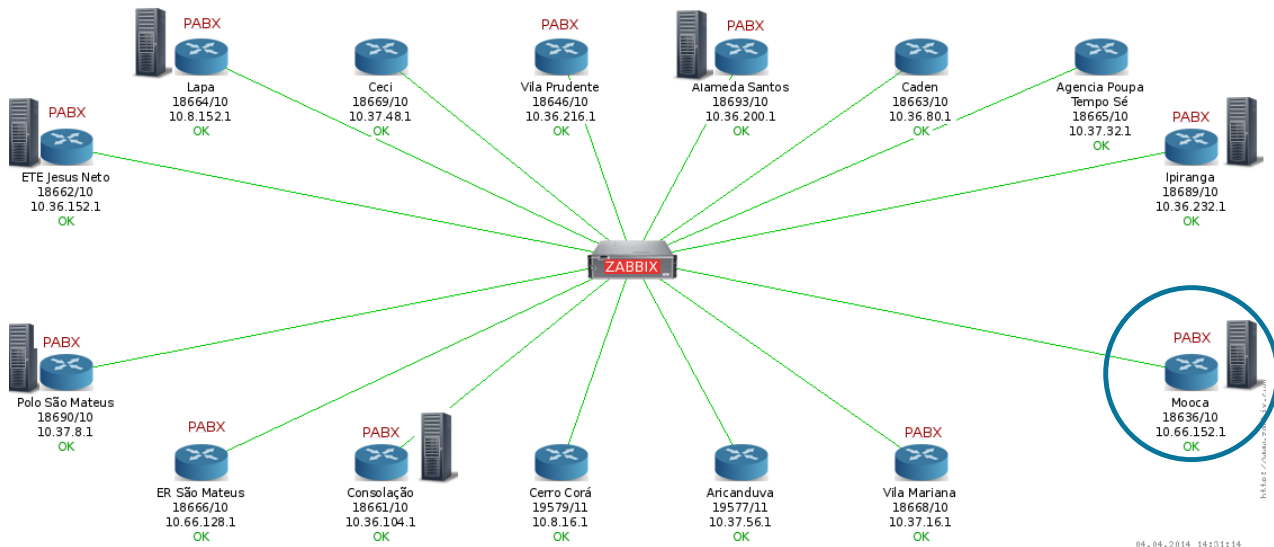 PABX
Lapa
18664/10
10.8.152.1
OK
Ceci
18669/10
10.37.48.1
OK
PABX
Vila Prudente
18646/10
10.36.216.1
OK
PABX
Alameda Santos
18693/10
10.36.200.1
OK
Caden
18663/10
10.36.80.1
OK
Agencia Poupa
Tempo Sé
18665/10
10.37.32.1
OK
PABX
ETE Jesus Neto
18662/10
10.36.152.1
OK
PABX
Ipiranga
18689/10
10.36.232.1
OK
ZABBIX
PABX
Polo São Mateus
18690/10
10.37.8.1
OK
PABX
Mooca
18636/10
10.66.152.1
OK
PABX
ER São Mateus
18666/10
10.66.128.1
OK
PABX
Consolação
18661/10
10.36.104.1
OK
Cerro Corá
19579/11
10.8.16.1
OK
Aricanduva
19577/11
10.37.56.1
OK
PABX
Vila Mariana
18668/10
10.37.16.1
OK
04.04.2014 14:31:14